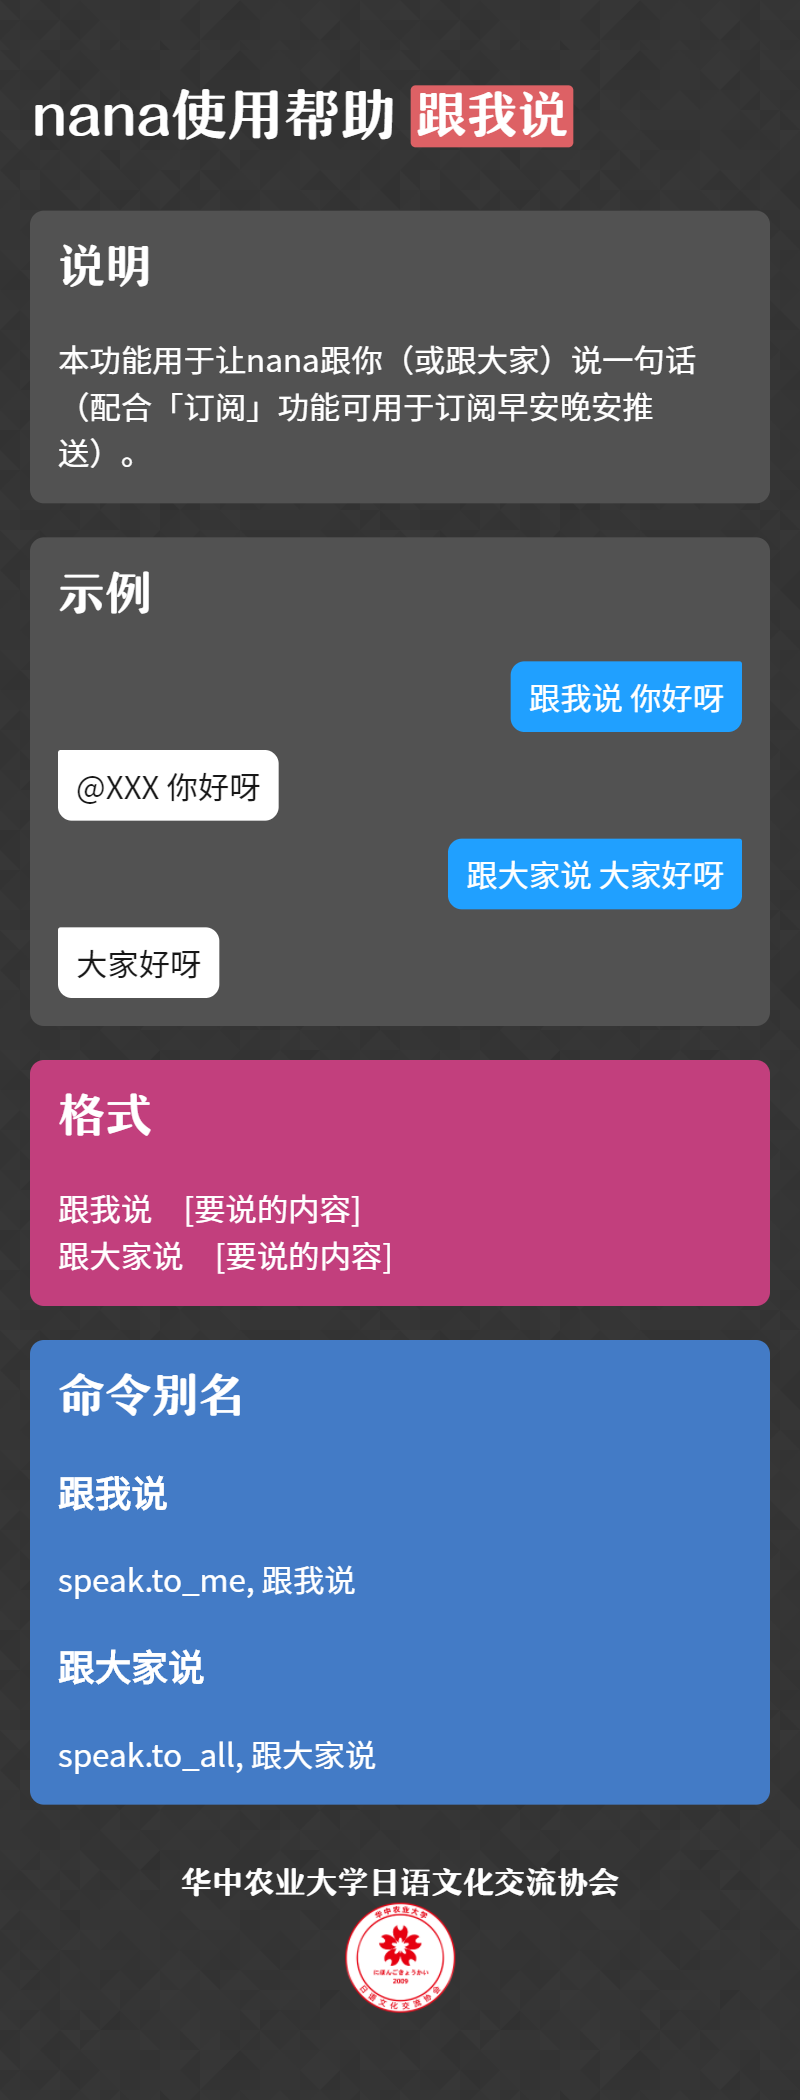 nana使用帮助 跟我说
说明
本功能用于让nana跟你（或跟大家）说一句话
（配合「订阅」功能可用于订阅早安晚安推
送）。
示例
跟我说 你好呀
@XXX 你好呀
跟大家说 大家好呀
大家好呀
格式
跟我说　[要说的内容]
跟大家说　[要说的内容]
命令别名
跟我说
speak.to_me, 跟我说
跟大家说
speak.to_all, 跟大家说
华中农业大学日语文化交流协会
华中农业大学
にほんごきょうかい
2009
日语文化交流协会